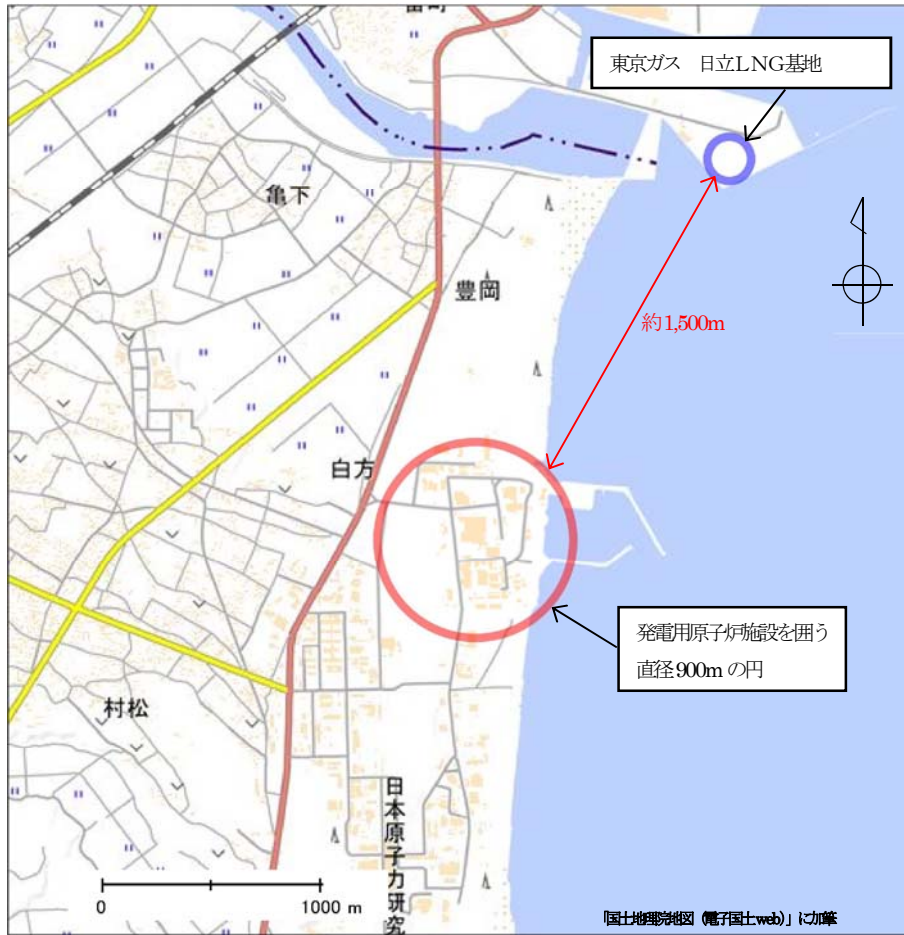 東京ガス 日立LNG基地
亀下
豊岡
約1,500m
白方
発電用原子炉施設を囲う
直径900mの円
村松
日本原子力研究
0 1000 m
「国土地理院地図（電子国土web）」に加筆